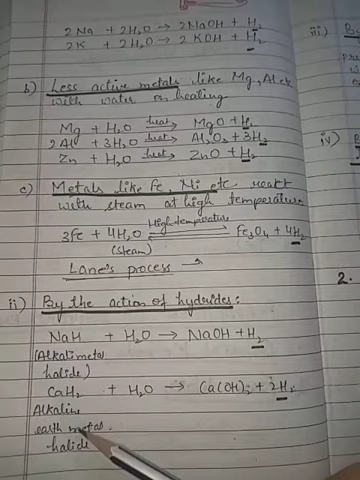 2Na + 2H₂O → 2NaOH + H₂
2K + 2H₂O → 2KOH + H₂
b) Less active metals like Mg, Al etc
with water on heating
Mg + H₂O heat→ MgO + H₂
2Al + 3H₂O heat→ Al₂O₃ + 3H₂
Zn + H₂O heat→ ZnO + H₂
c) Metals like Fe, Ni etc react
with steam at high temperature
3Fe + 4H₂O High temperature→ Fe₃O₄ + 4H₂
(steam)
Lane's process
ii) By the action of hydrides:
NaH + H₂O → NaOH + H₂
(Alkali metal
halide)
CaH₂ + H₂O → Ca(OH)₂ + 2H₂
Alkaline
earth metal
halide
iii)
iv)
2.